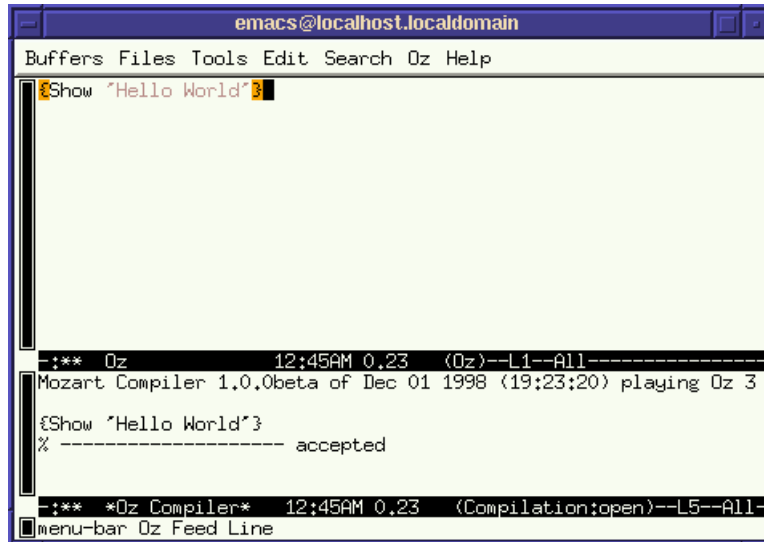 emacs@localhost.localdomain
Buffers Files Tools Edit Search Oz Help
{Show ´Hello World´}
-:** Oz 12:45AM 0.23 (Oz)--L1--All-----------------
Mozart Compiler 1.0.0beta of Dec 01 1998 (19:23:20) playing Oz 3
{Show ´Hello World´}
% -------------------- accepted
-:** *Oz Compiler* 12:45AM 0.23 (Compilation:open)--L5--All-
menu-bar Oz Feed Line